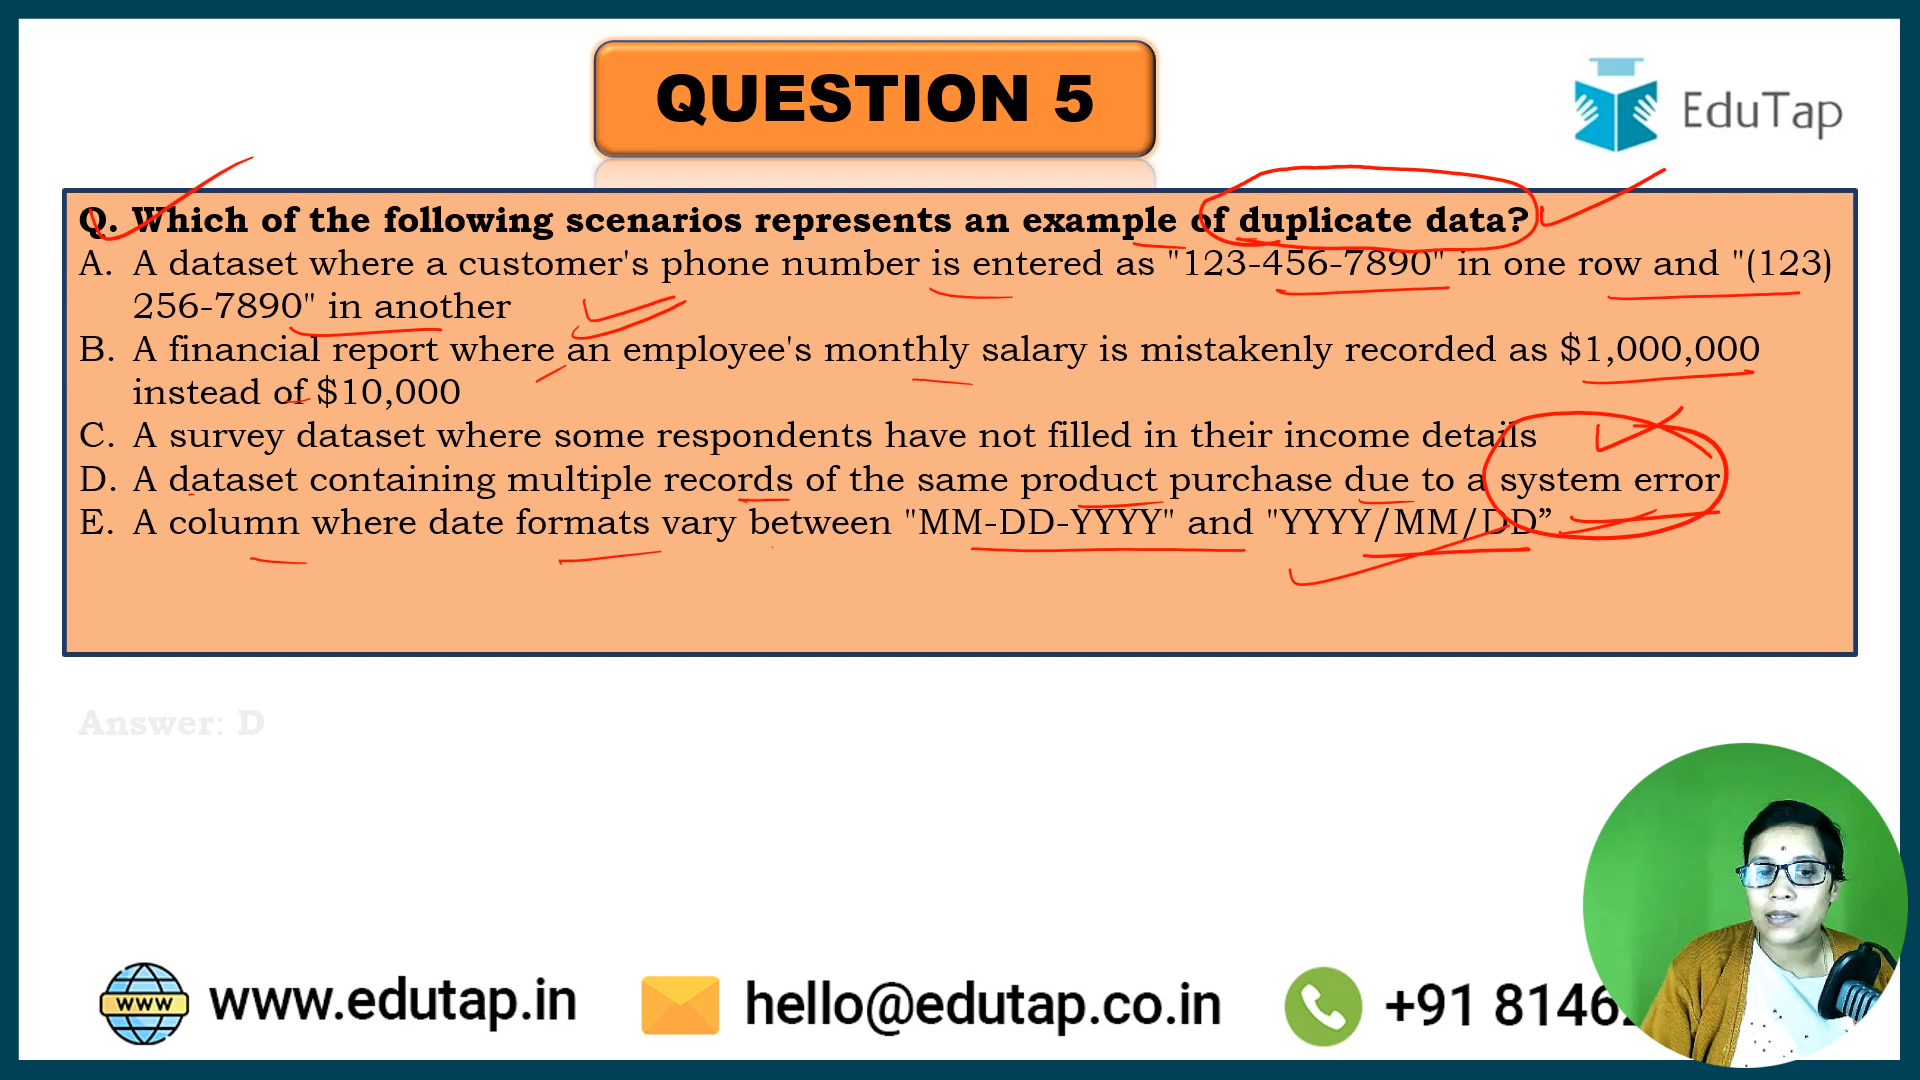 QUESTION 5
EduTap
Q. Which of the following scenarios represents an example of duplicate data?
A. A dataset where a customer's phone number is entered as "123-456-7890" in one row and "(123)
256-7890" in another
B. A financial report where an employee's monthly salary is mistakenly recorded as $1,000,000
instead of $10,000
C. A survey dataset where some respondents have not filled in their income details
D. A dataset containing multiple records of the same product purchase due to a system error
E. A column where date formats vary between "MM-DD-YYYY" and "YYYY/MM/DD”
Answer: D
www www.edutap.in hello@edutap.co.in +91 8146